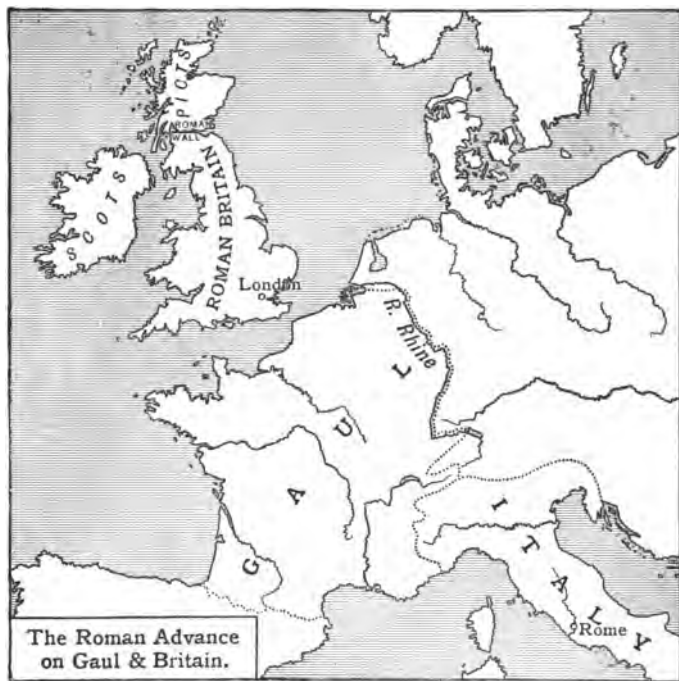 PICTS
ROMAN
WALL
SCOTS
ROMAN BRITAIN
London
R. Rhine
GAUL
ITALY
Rome
The Roman Advance
on Gaul & Britain.